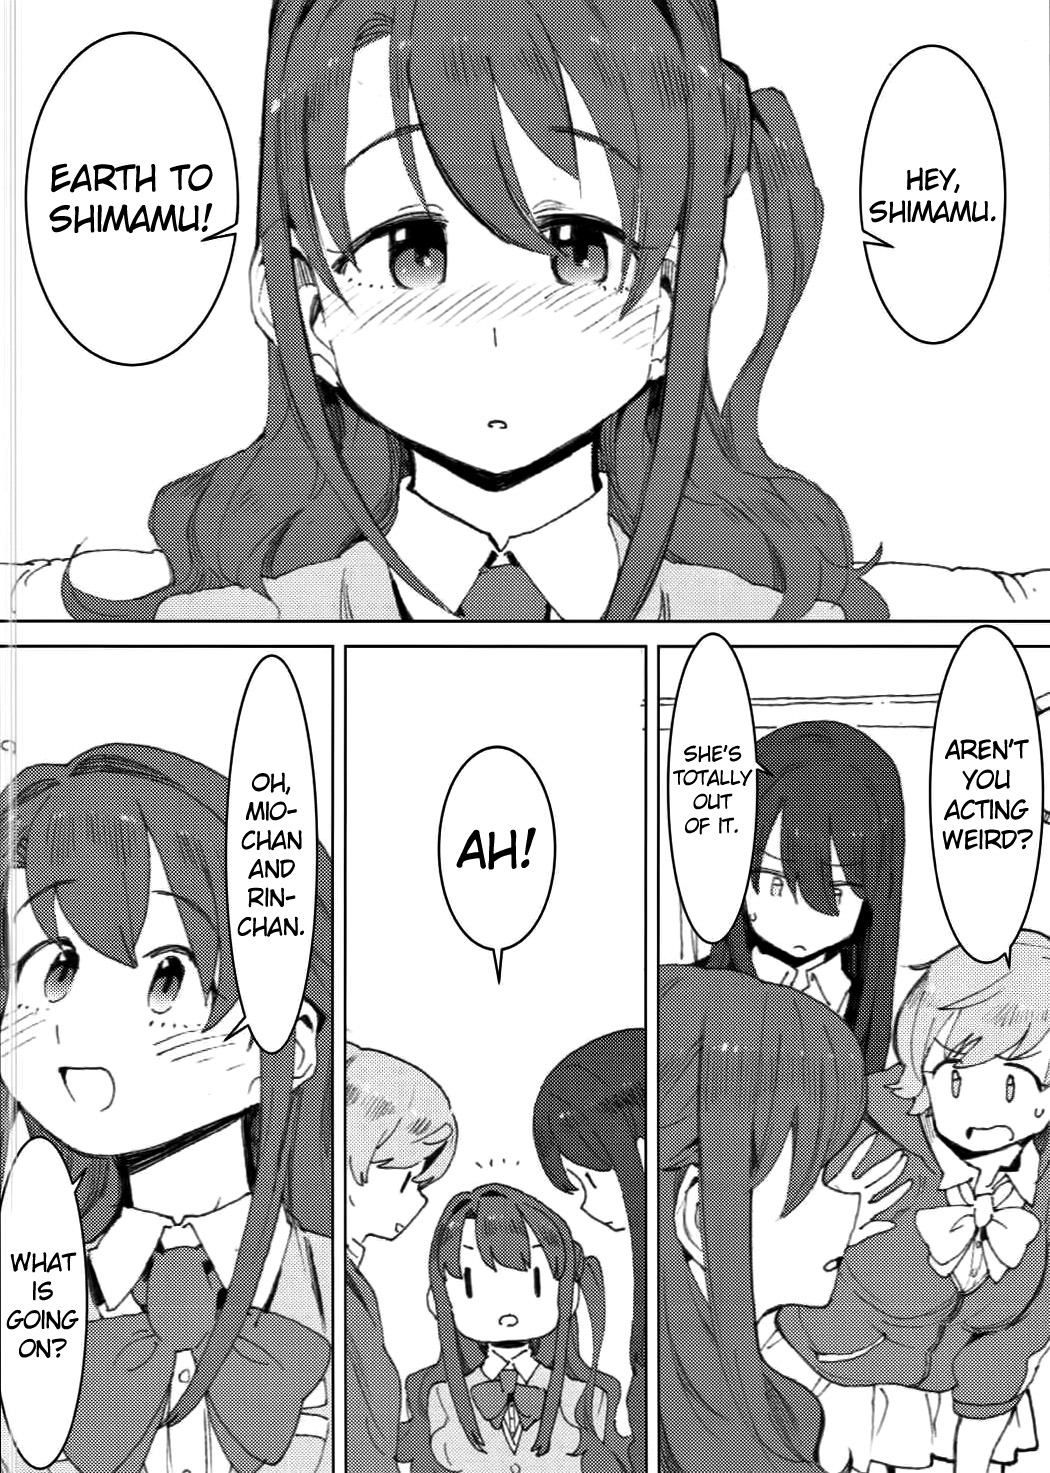 HEY,
SHIMAMU.
EARTH TO
SHIMAMU!
AREN'T
YOU
ACTING
WEIRD?
SHE'S
TOTALLY
OUT
OF IT.
AH!
OH,
MIO-
CHAN
AND
RIN-
CHAN.
WHAT
IS
GOING
ON?